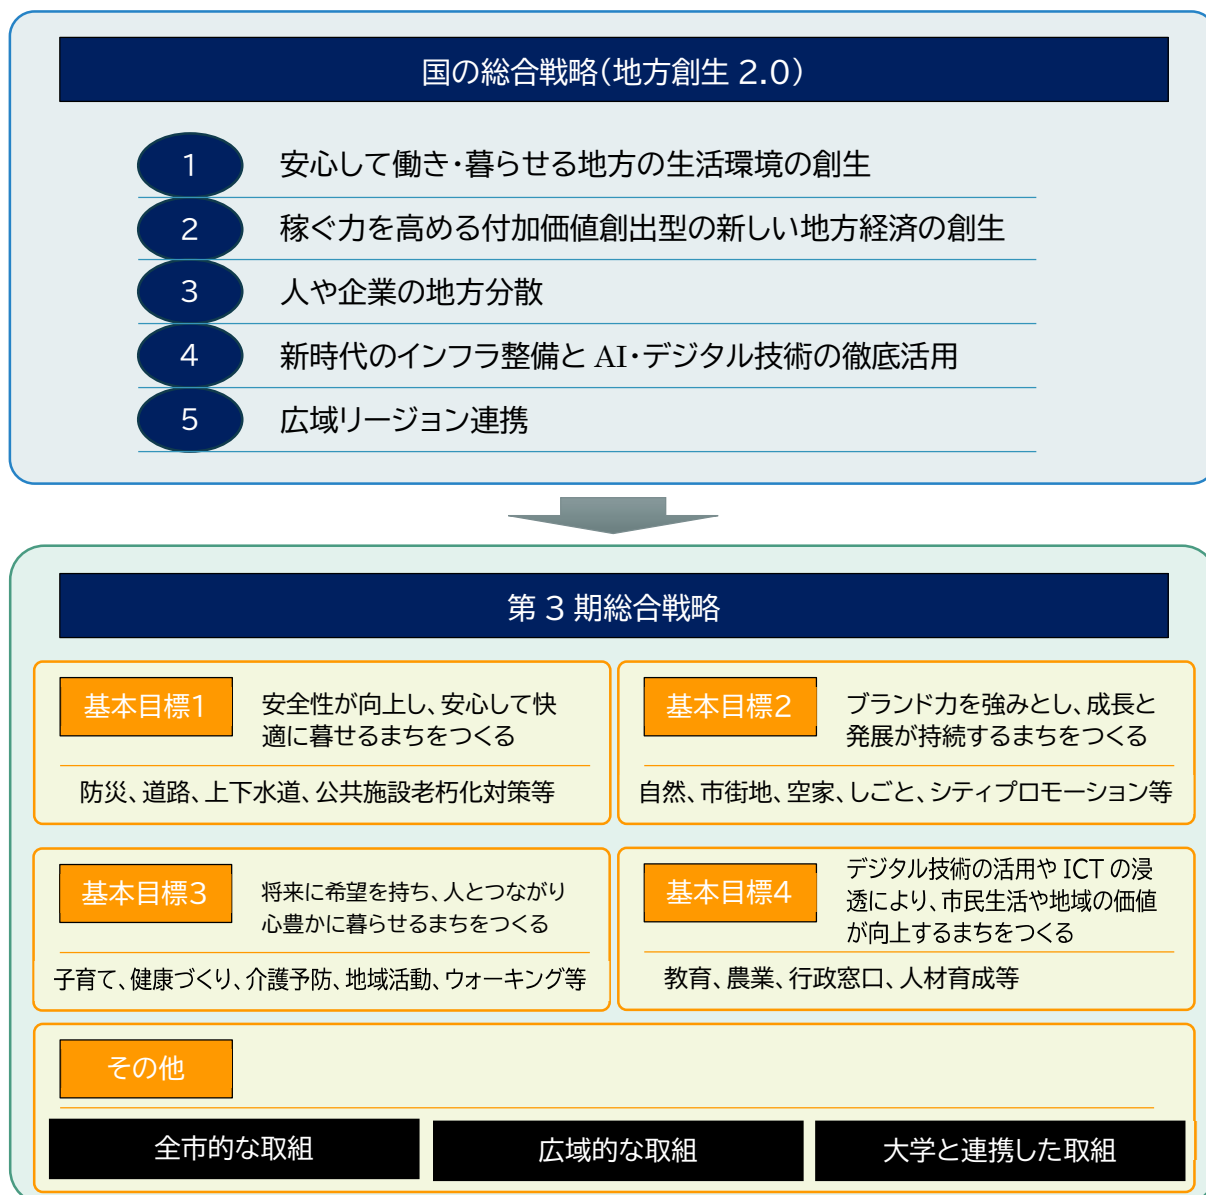 国の総合戦略(地方創生 2.0)
1 安心して働き・暮らせる地方の生活環境の創生
2 稼ぐ力を高める付加価値創出型の新しい地方経済の創生
3 人や企業の地方分散
4 新時代のインフラ整備と AI・デジタル技術の徹底活用
5 広域リージョン連携
第 3 期総合戦略
基本目標1
安全性が向上し、安心して快
適に暮せるまちをつくる
防災、道路、上下水道、公共施設老朽化対策等
基本目標2
ブランド力を強みとし、成長と
発展が持続するまちをつくる
自然、市街地、空家、しごと、シティプロモーション等
基本目標3
将来に希望を持ち、人とつながり
心豊かに暮らせるまちをつくる
子育て、健康づくり、介護予防、地域活動、ウォーキング等
基本目標4
デジタル技術の活用や ICT の浸
透により、市民生活や地域の価値
が向上するまちをつくる
教育、農業、行政窓口、人材育成等
その他
全市的な取組
広域的な取組
大学と連携した取組